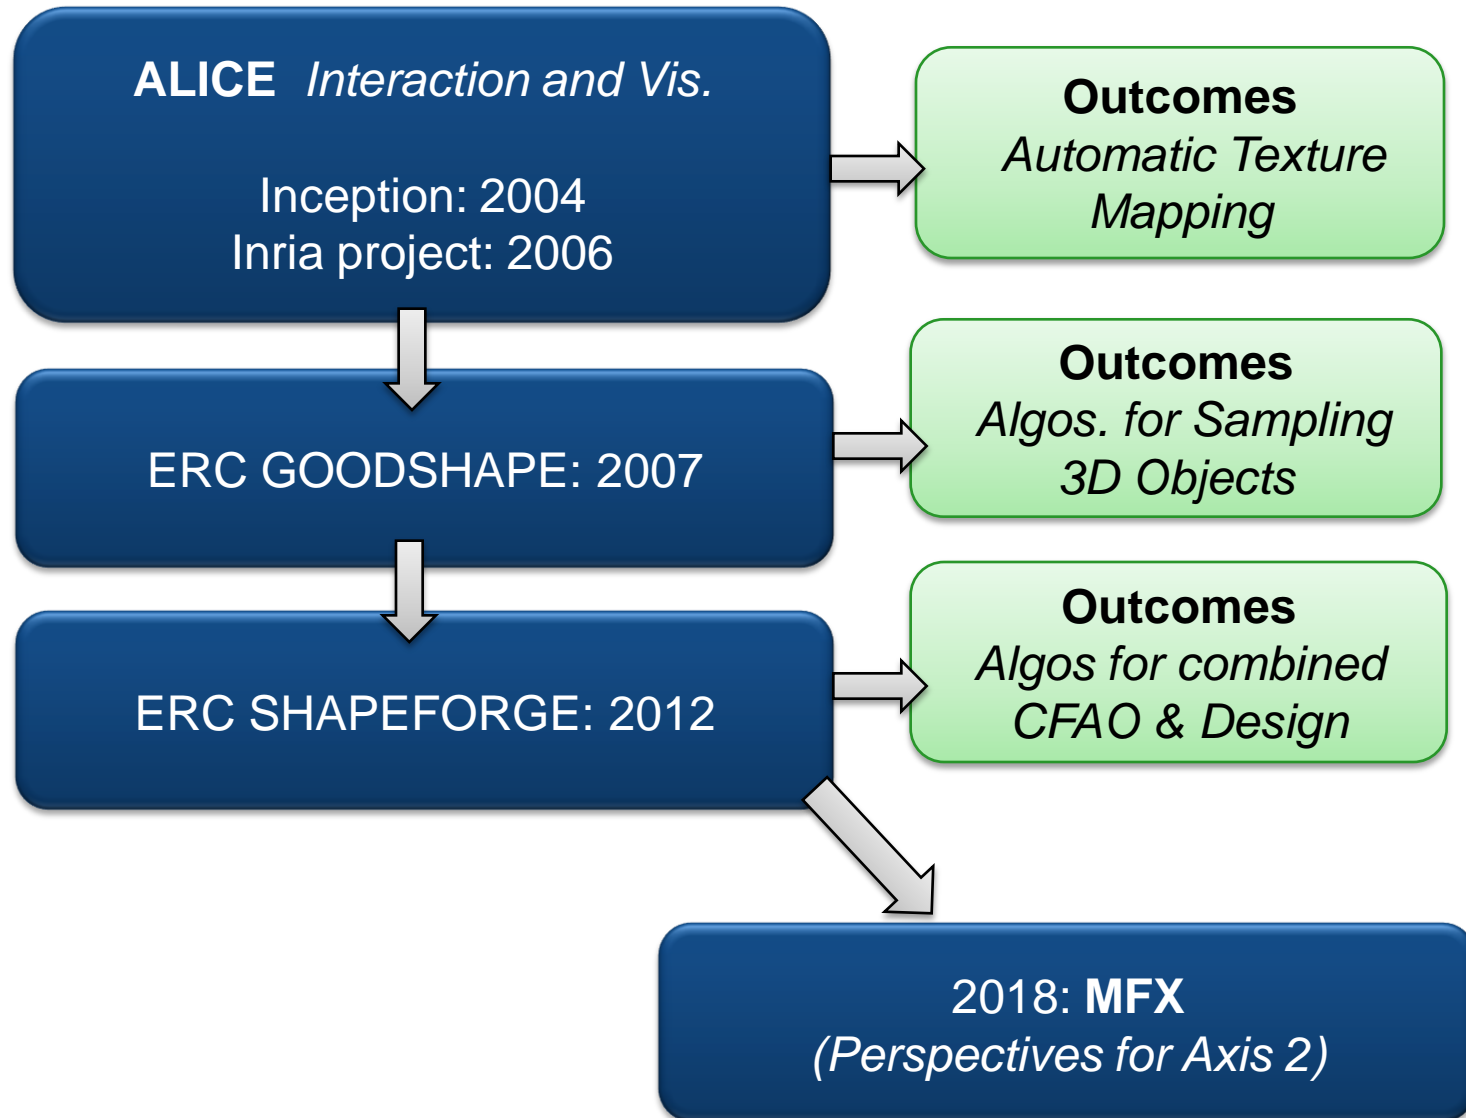 ALICE Interaction and Vis.
Inception: 2004
Inria project: 2006
Outcomes
Automatic Texture
Mapping
ERC GOODSHAPE: 2007
Outcomes
Algos. for Sampling
3D Objects
ERC SHAPEFORGE: 2012
Outcomes
Algos for combined
CFAO & Design
2018: MFX
(Perspectives for Axis 2)